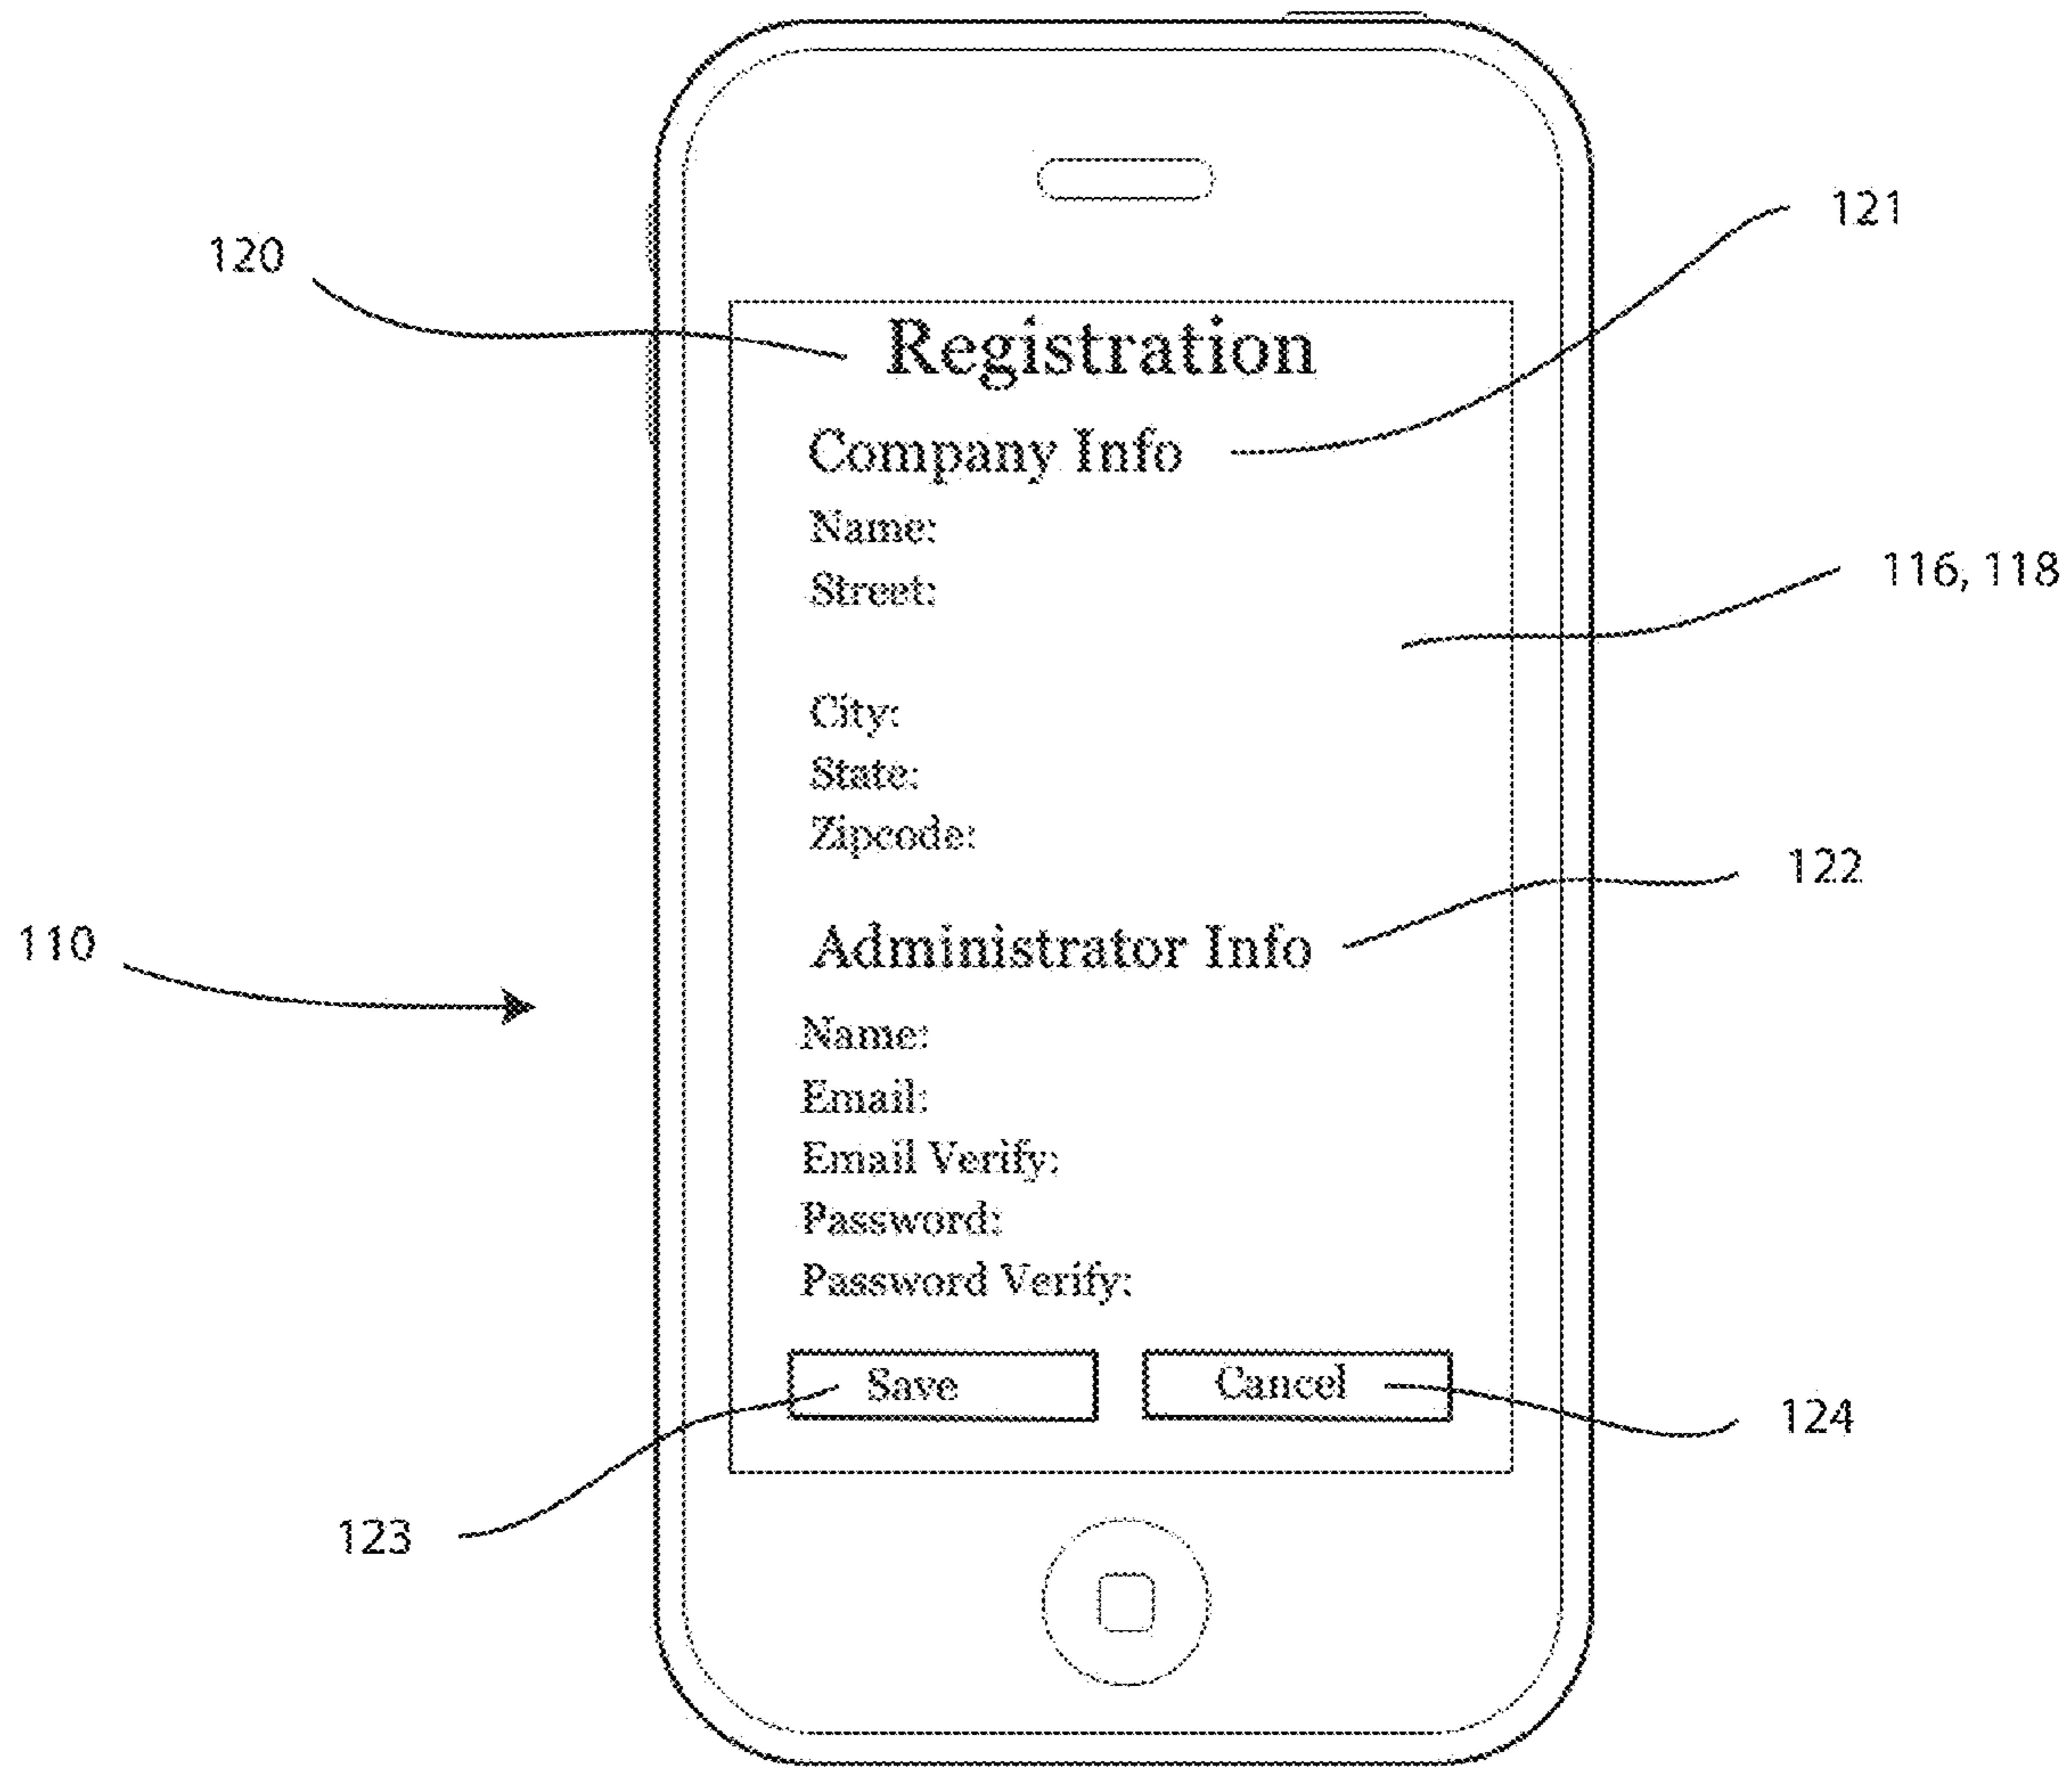 121
120
Registration
Company Info
Name:
Street:
116, 118
City:
State:
Zipcode:
122
110
Administrator Info
Name:
Email:
Email Verify:
Password:
Password Verify:
Save
Cancel
124
123